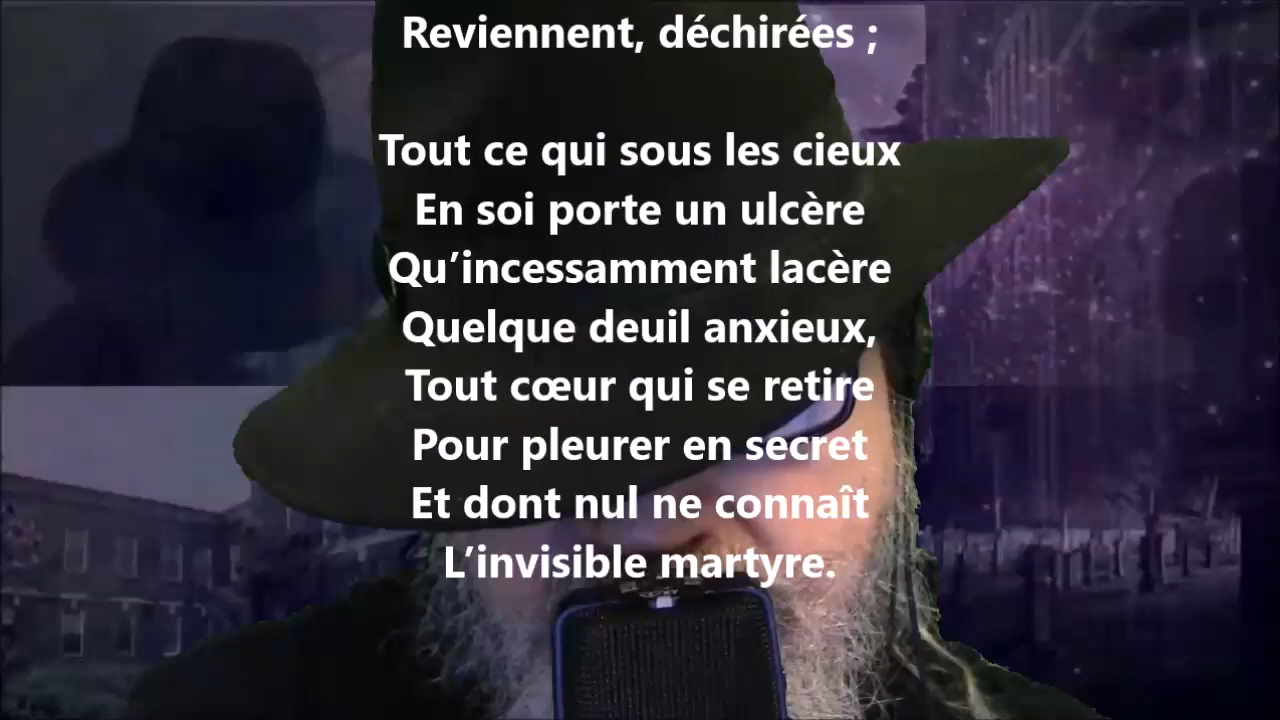 Reviennent, déchirées ;
Tout ce qui sous les cieux
En soi porte un ulcère
Qu’incessamment lacère
Quelque deuil anxieux,
Tout cœur qui se retire
Pour pleurer en secret
Et dont nul ne connaît
L’invisible martyre.